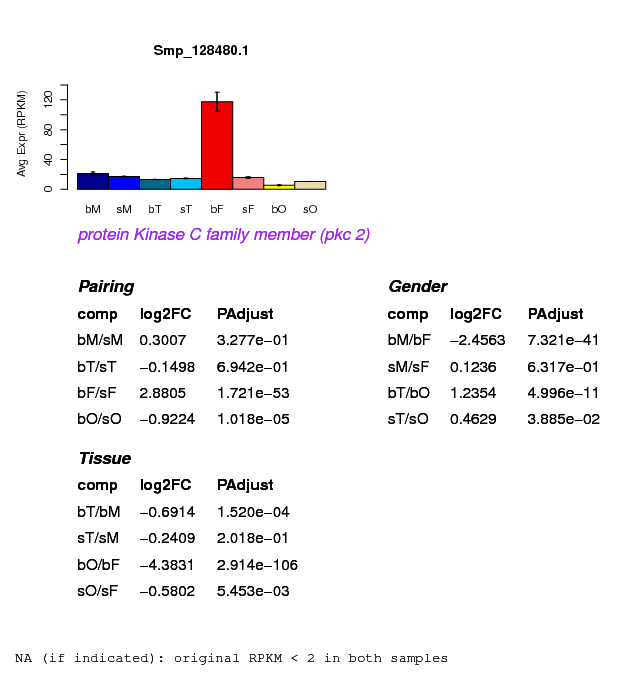 Smp_128480.1
Avg Expr (RPKM)
0 40 80 120
bM sM bT sT bF sF bO sO
protein Kinase C family member (pkc 2)
Pairing
comp log2FC PAdjust
bM/sM 0.3007 3.277e−01
bT/sT −0.1498 6.942e−01
bF/sF 2.8805 1.721e−53
bO/sO −0.9224 1.018e−05
Gender
comp log2FC PAdjust
bM/bF −2.4563 7.321e−41
sM/sF 0.1236 6.317e−01
bT/bO 1.2354 4.996e−11
sT/sO 0.4629 3.885e−02
Tissue
comp log2FC PAdjust
bT/bM −0.6914 1.520e−04
sT/sM −0.2409 2.018e−01
bO/bF −4.3831 2.914e−106
sO/sF −0.5802 5.453e−03
NA (if indicated): original RPKM < 2 in both samples